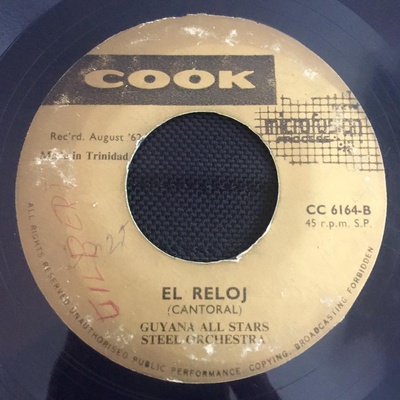 COOK
Rec'rd. August '62
Made in Trinidad
microfusion
process
CC 6164-B
45 r.p.m. S.P.
EL RELOJ
(CANTORAL)
GUYANA ALL STARS
STEEL ORCHESTRA
ALL RIGHTS RESERVED UNAUTHORISED PUBLIC PERFORMANCE, COPYING, BROADCASTING FORBIDDEN.